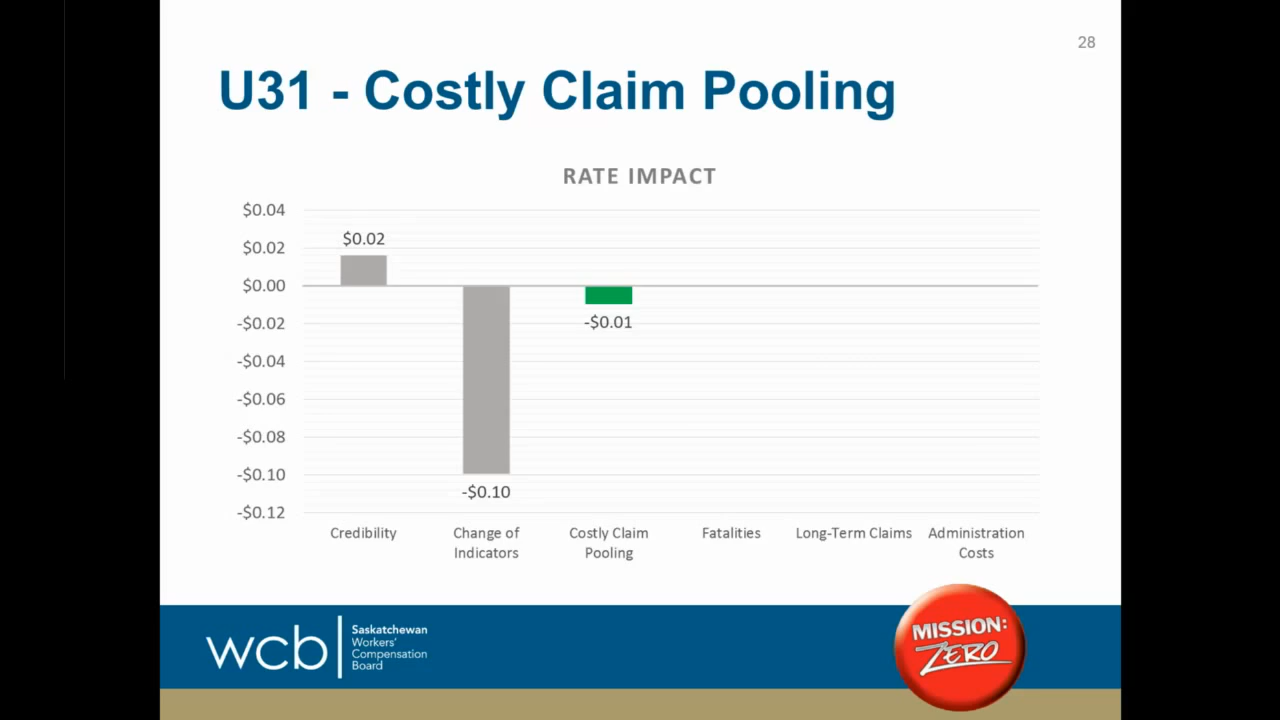 28
U31 - Costly Claim Pooling
RATE IMPACT
$0.04
$0.02
$0.00
-$0.02
-$0.04
-$0.06
-$0.08
-$0.10
-$0.12
$0.02
-$0.10
-$0.01
Credibility
Change of
Indicators
Costly Claim
Pooling
Fatalities
Long-Term Claims
Administration
Costs
wcb
Saskatchewan
Workers'
Compensation
Board
MISSION:
ZERO